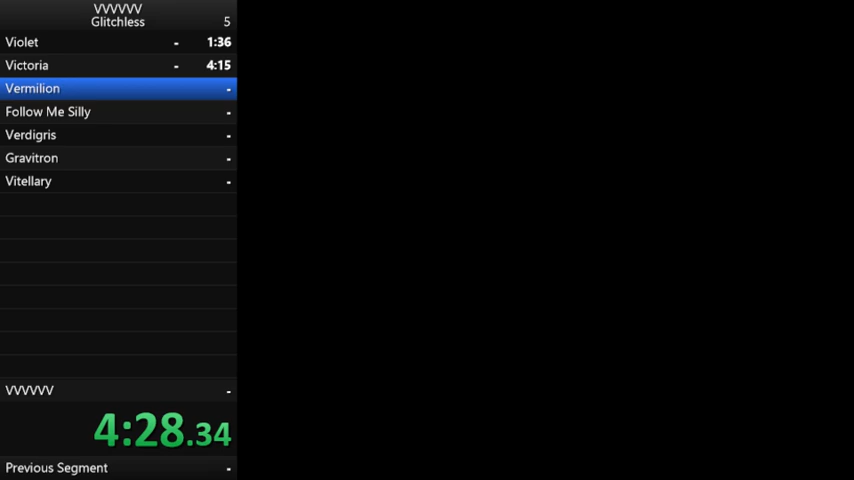 VVVVVV
Glitchless 5
Violet - 1:36
Victoria - 4:15
Vermilion -
Follow Me Silly -
Verdigris -
Gravitron -
Vitellary -
VVVVVV -
4:28.34
Previous Segment -